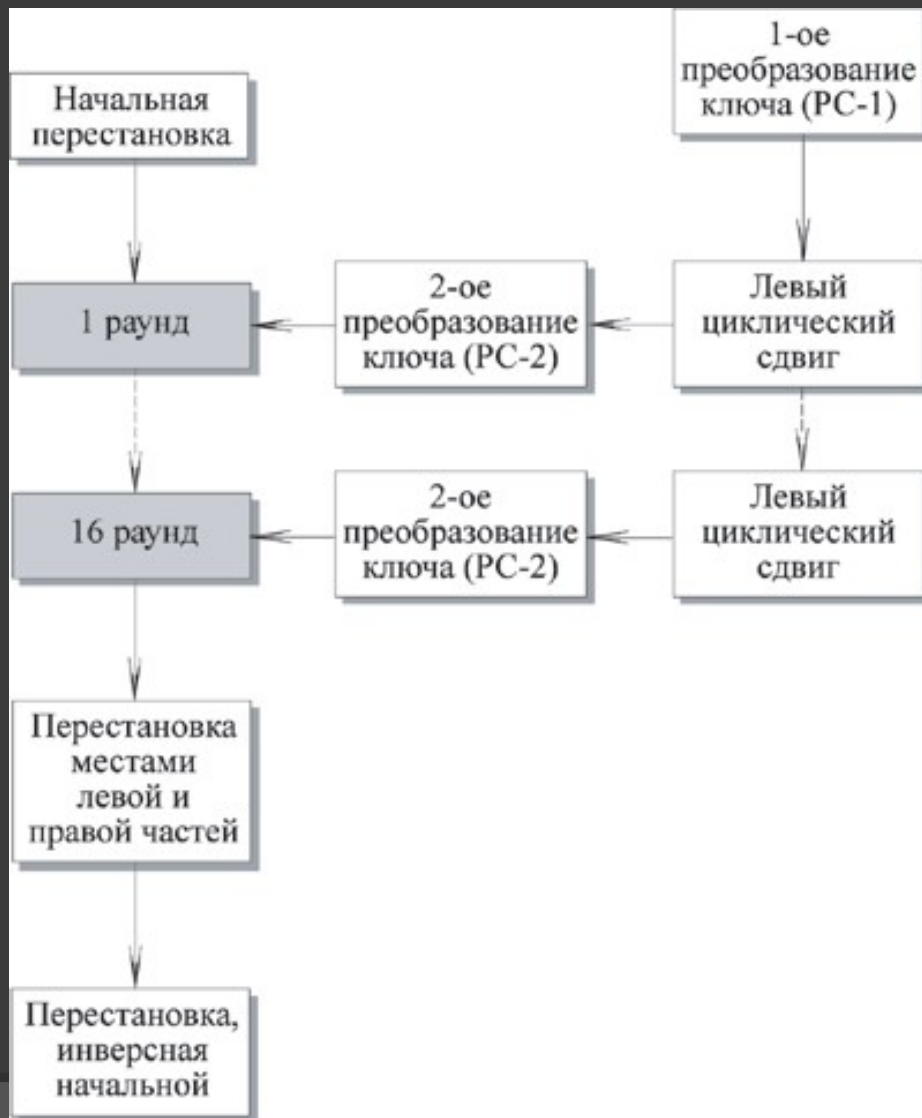 1-ое
преобразование
ключа (PC-1)
Начальная
перестановка
1 раунд
2-ое
преобразование
ключа (PC-2)
Левый
циклический
сдвиг
16 раунд
2-ое
преобразование
ключа (PC-2)
Левый
циклический
сдвиг
Перестановка
местами
левой и
правой частей
Перестановка,
инверсная
начальной